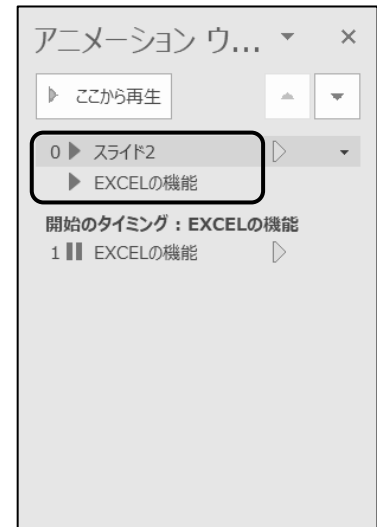 アニメーション ウ...
ここから再生
0 スライド2
EXCELの機能
開始のタイミング : EXCELの機能
1 EXCELの機能